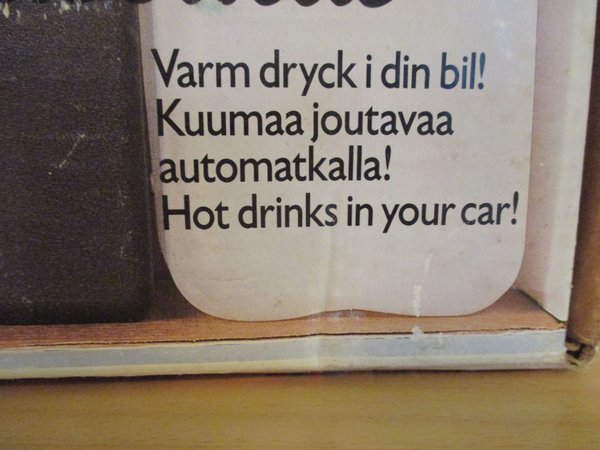 Varm dryck i din bil!
Kuumaa joutavaa
automatkalla!
Hot drinks in your car!